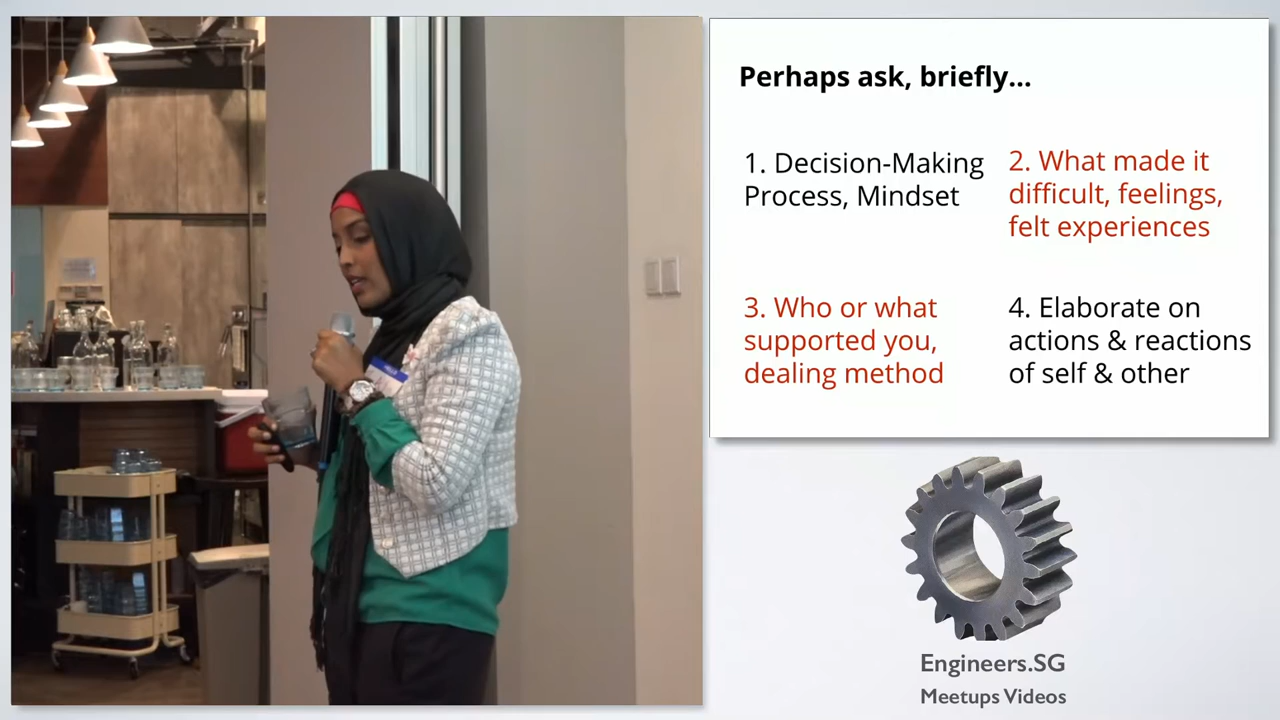 Perhaps ask, briefly...
1. Decision-Making
Process, Mindset
2. What made it
difficult, feelings,
felt experiences
3. Who or what
supported you,
dealing method
4. Elaborate on
actions & reactions
of self & other
Engineers.SG
Meetups Videos